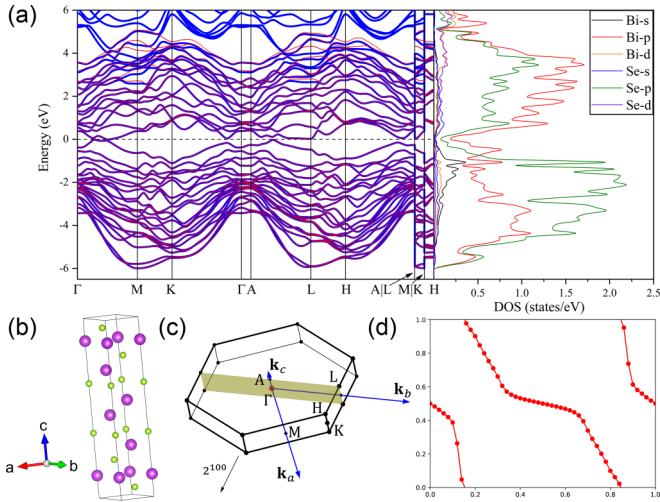 (a)
Energy (eV)
6
4
2
0
-2
-4
-6
Γ M K Γ A L H A|L M|K H
Bi-s
Bi-p
Bi-d
Se-s
Se-p
Se-d
0.5 1.0 1.5 2.0 2.5
DOS (states/eV)
(b)
c
a b
(c)
k_c
A L
k_b
Γ
H
M K
2^100
k_a
(d)
1.0
0.8
0.6
0.4
0.2
0.0
0.0 0.2 0.4 0.6 0.8 1.0